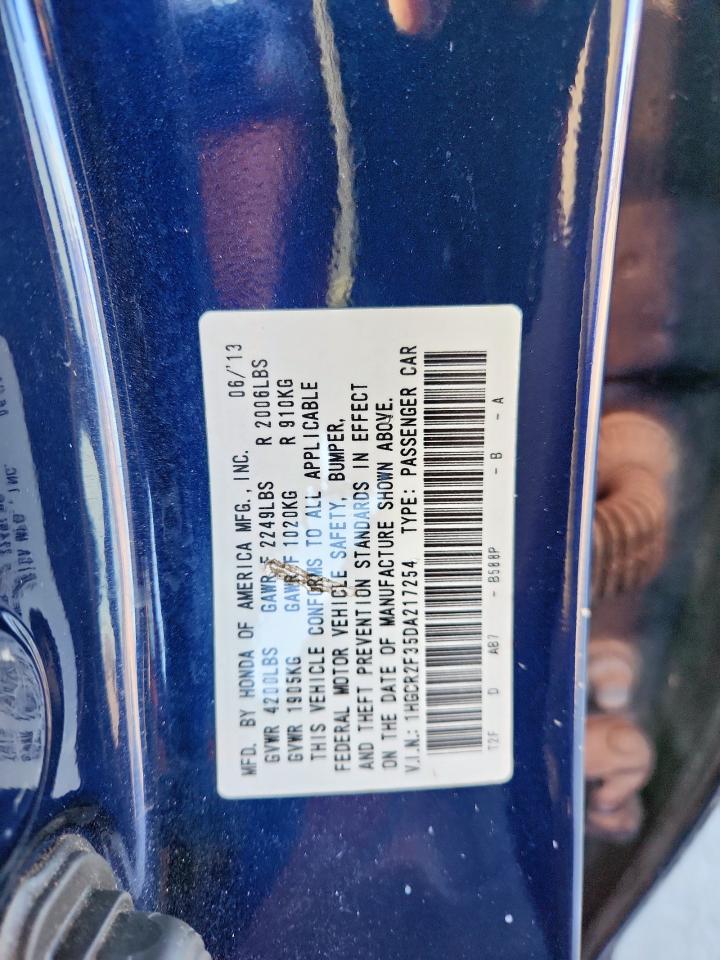 MFD. BY HONDA OF AMERICA MFG., INC. 06/'13
GVWR 4200LBS GAWR F 2249LBS R 2006LBS
GVWR 1905KG GAWR F 1020KG R 910KG
THIS VEHICLE CONFORMS TO ALL APPLICABLE
FEDERAL MOTOR VEHICLE SAFETY, BUMPER,
AND THEFT PREVENTION STANDARDS IN EFFECT
ON THE DATE OF MANUFACTURE SHOWN ABOVE.
V.I.N.: 1HGCR2F35DA217254 TYPE: PASSENGER CAR
T2F D AB7 - B588P - B - A